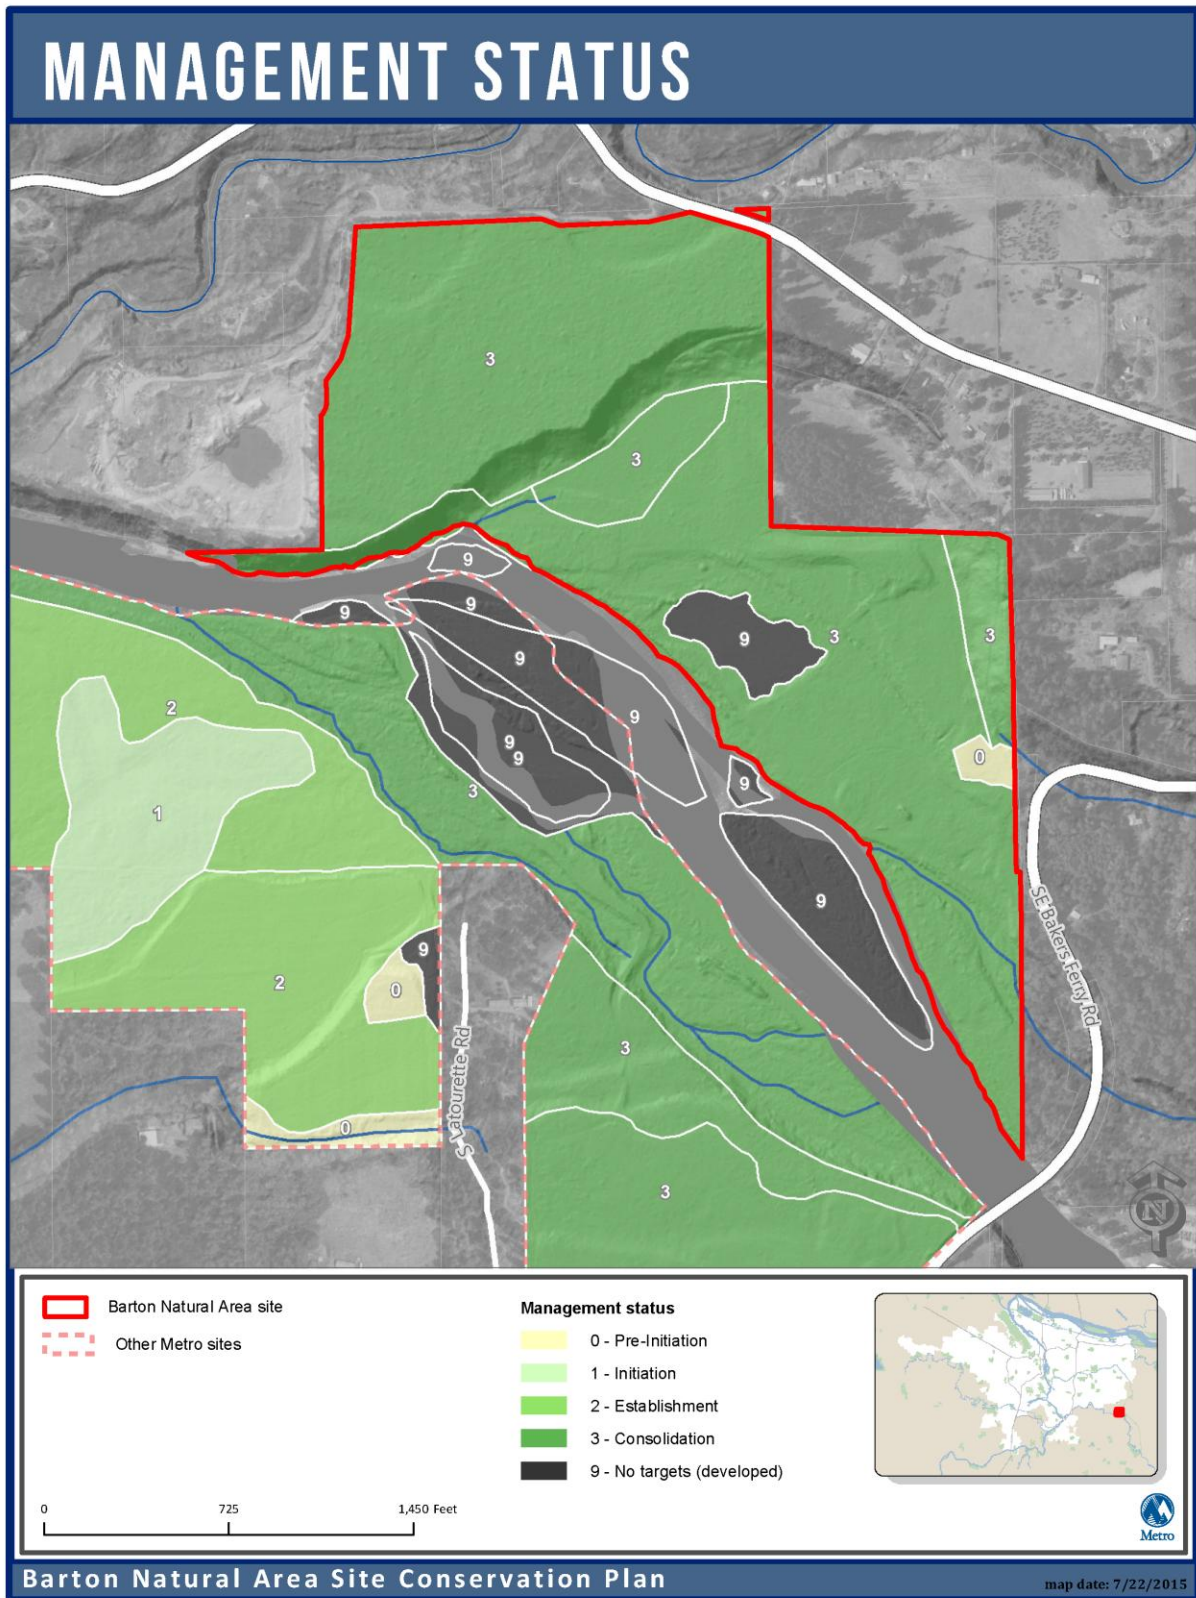 MANAGEMENT STATUS
3
3
9
9
9
3
9
3
9
2
9
9
9
0
9
3
1
9
9
2
0
SE Bakers Ferry Rd
3
S Latourette Rd
0
3
N
Barton Natural Area site
Other Metro sites
Management status
0 - Pre-Initiation
1 - Initiation
2 - Establishment
3 - Consolidation
9 - No targets (developed)
0 725 1,450 Feet
Metro
Barton Natural Area Site Conservation Plan
map date: 7/22/2015